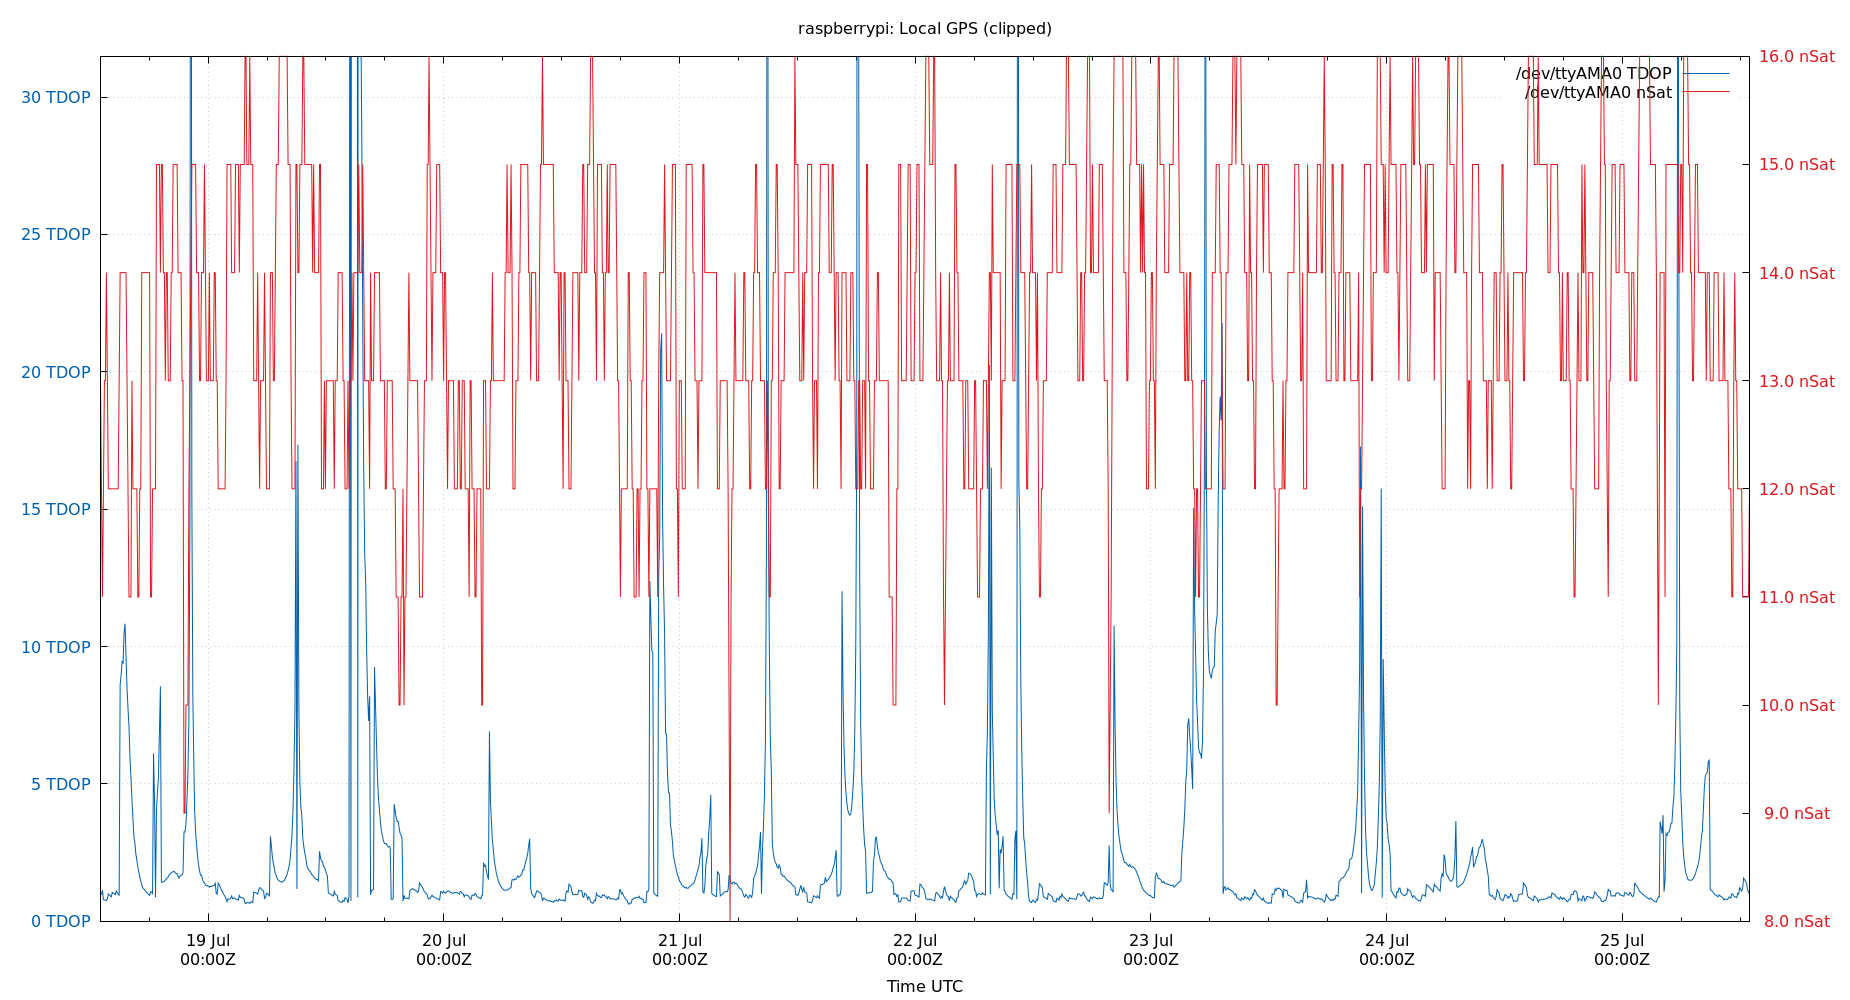 raspberrypi: Local GPS (clipped)
/dev/ttyAMA0 TDOP
/dev/ttyAMA0 nSat
30 TDOP
25 TDOP
20 TDOP
15 TDOP
10 TDOP
5 TDOP
0 TDOP
16.0 nSat
15.0 nSat
14.0 nSat
13.0 nSat
12.0 nSat
11.0 nSat
10.0 nSat
9.0 nSat
8.0 nSat
19 Jul
00:00Z
20 Jul
00:00Z
21 Jul
00:00Z
22 Jul
00:00Z
23 Jul
00:00Z
24 Jul
00:00Z
25 Jul
00:00Z
Time UTC